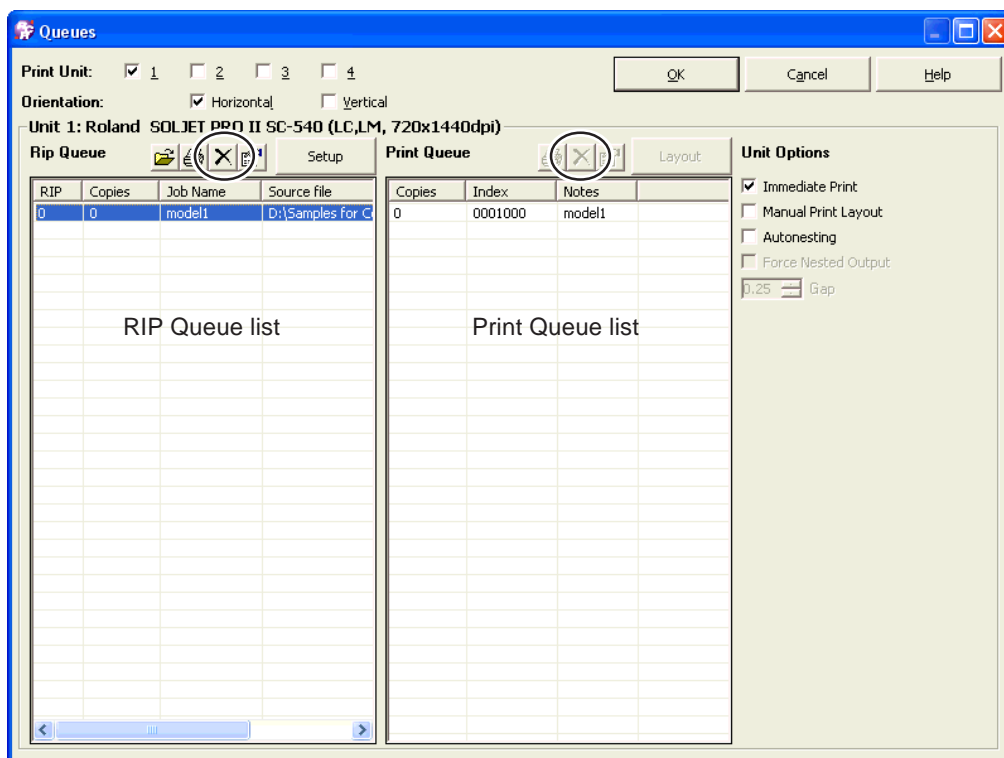 Queues
Print Unit: 1 2 3 4
OK Cancel Help
Orientation: Horizontal Vertical
Unit 1: Roland SOLJET PRO II SC-540 (LC,LM, 720x1440dpi)
Rip Queue Setup
RIP Copies Job Name Source file
0 0 model1 D:\Samples for
RIP Queue list
Print Queue Layout
Copies Index Notes
0 0001000 model1
Print Queue list
Unit Options
Immediate Print
Manual Print Layout
Autonesting
Force Nested Output
0.25 Gap